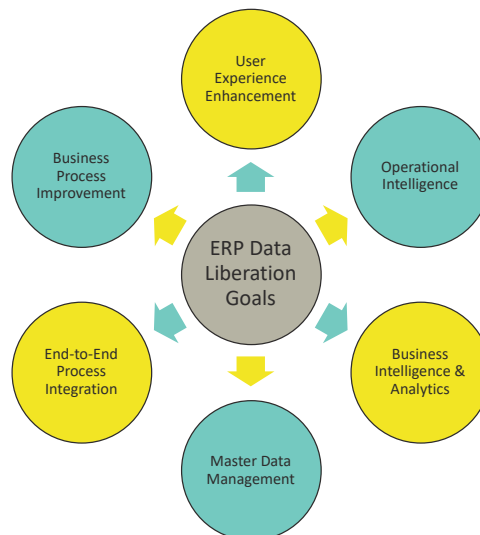 User
Experience
Enhancement
Business
Process
Improvement
Operational
Intelligence
ERP Data
Liberation
Goals
End-to-End
Process
Integration
Business
Intelligence &
Analytics
Master Data
Management